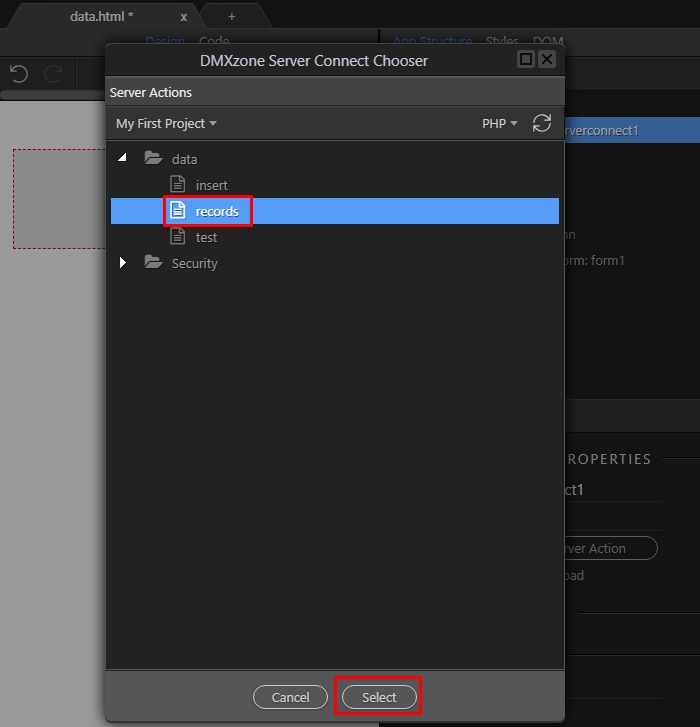 data.html * x +
Design Code App Structure Styles DOM
DMXzone Server Connect Chooser
Server Actions
My First Project PHP
rverconnect1
data
insert
records
test
Security
orm: form1
ROPERTIES
ct1
rver Action
oad
Cancel Select